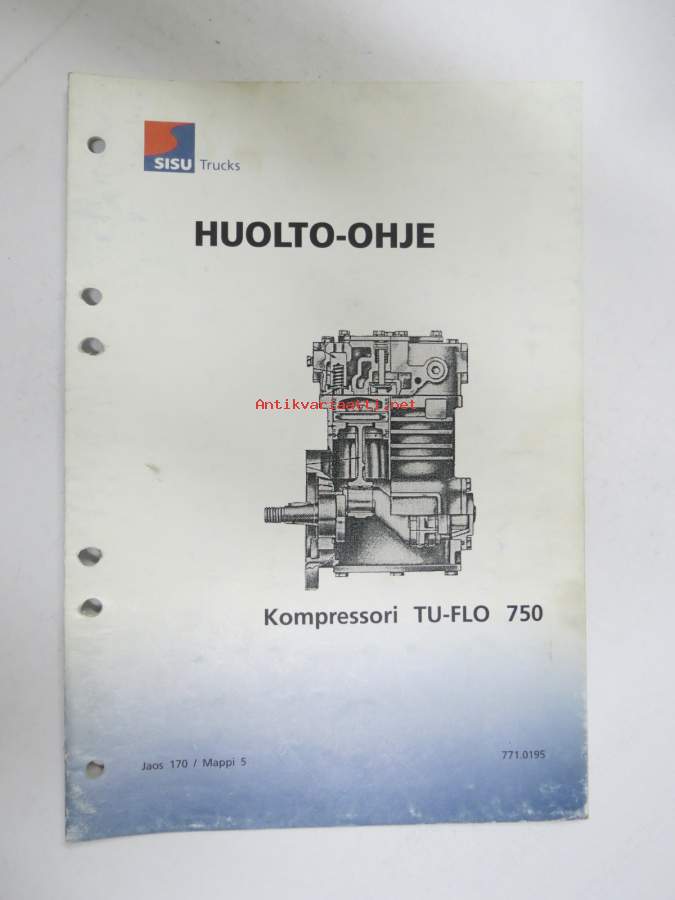 SISU Trucks
HUOLTO-OHJE
Antikvariaatti.net
Kompressori TU-FLO 750
Jaos 170 / Mappi 5
771.0195